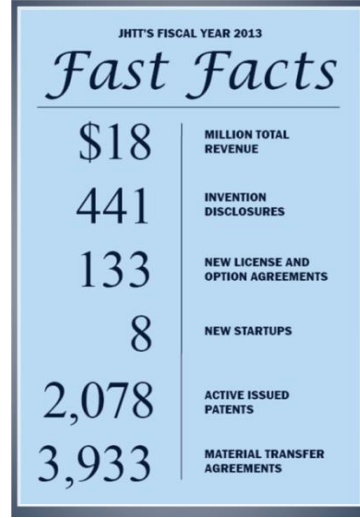 JHTT'S FISCAL YEAR 2013
Fast Facts
$18
MILLION TOTAL
REVENUE
441
INVENTION
DISCLOSURES
133
NEW LICENSE AND
OPTION AGREEMENTS
8
NEW STARTUPS
2,078
ACTIVE ISSUED
PATENTS
3,933
MATERIAL TRANSFER
AGREEMENTS